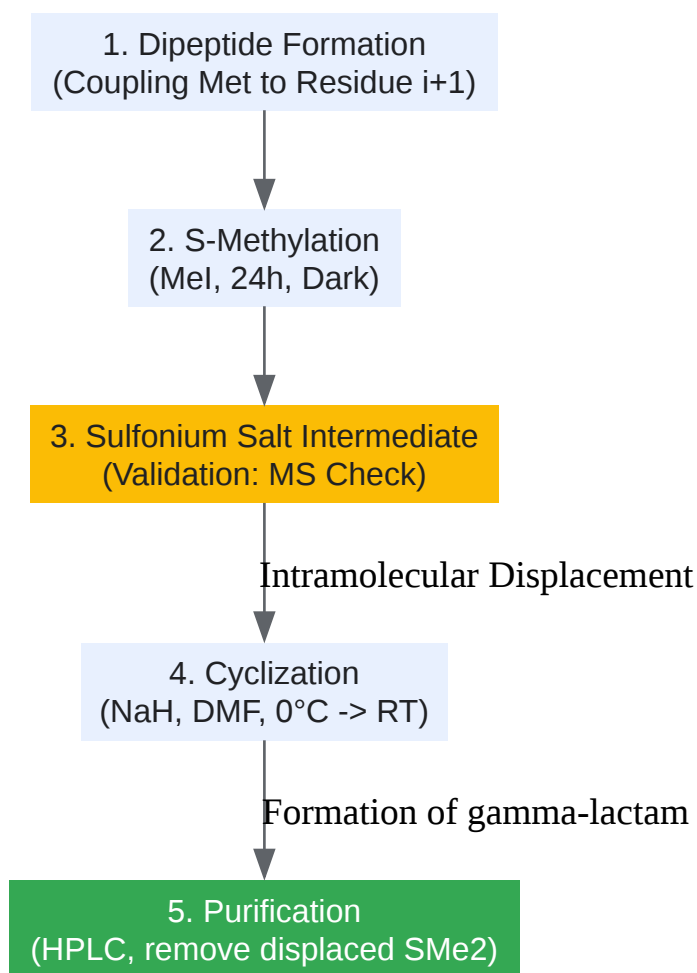 1. Dipeptide Formation
(Coupling Met to Residue i+1)
2. S-Methylation
(MeI, 24h, Dark)
3. Sulfonium Salt Intermediate
(Validation: MS Check)
Intramolecular Displacement
4. Cyclization
(NaH, DMF, 0°C -> RT)
Formation of gamma-lactam
5. Purification
(HPLC, remove displaced SMe2)